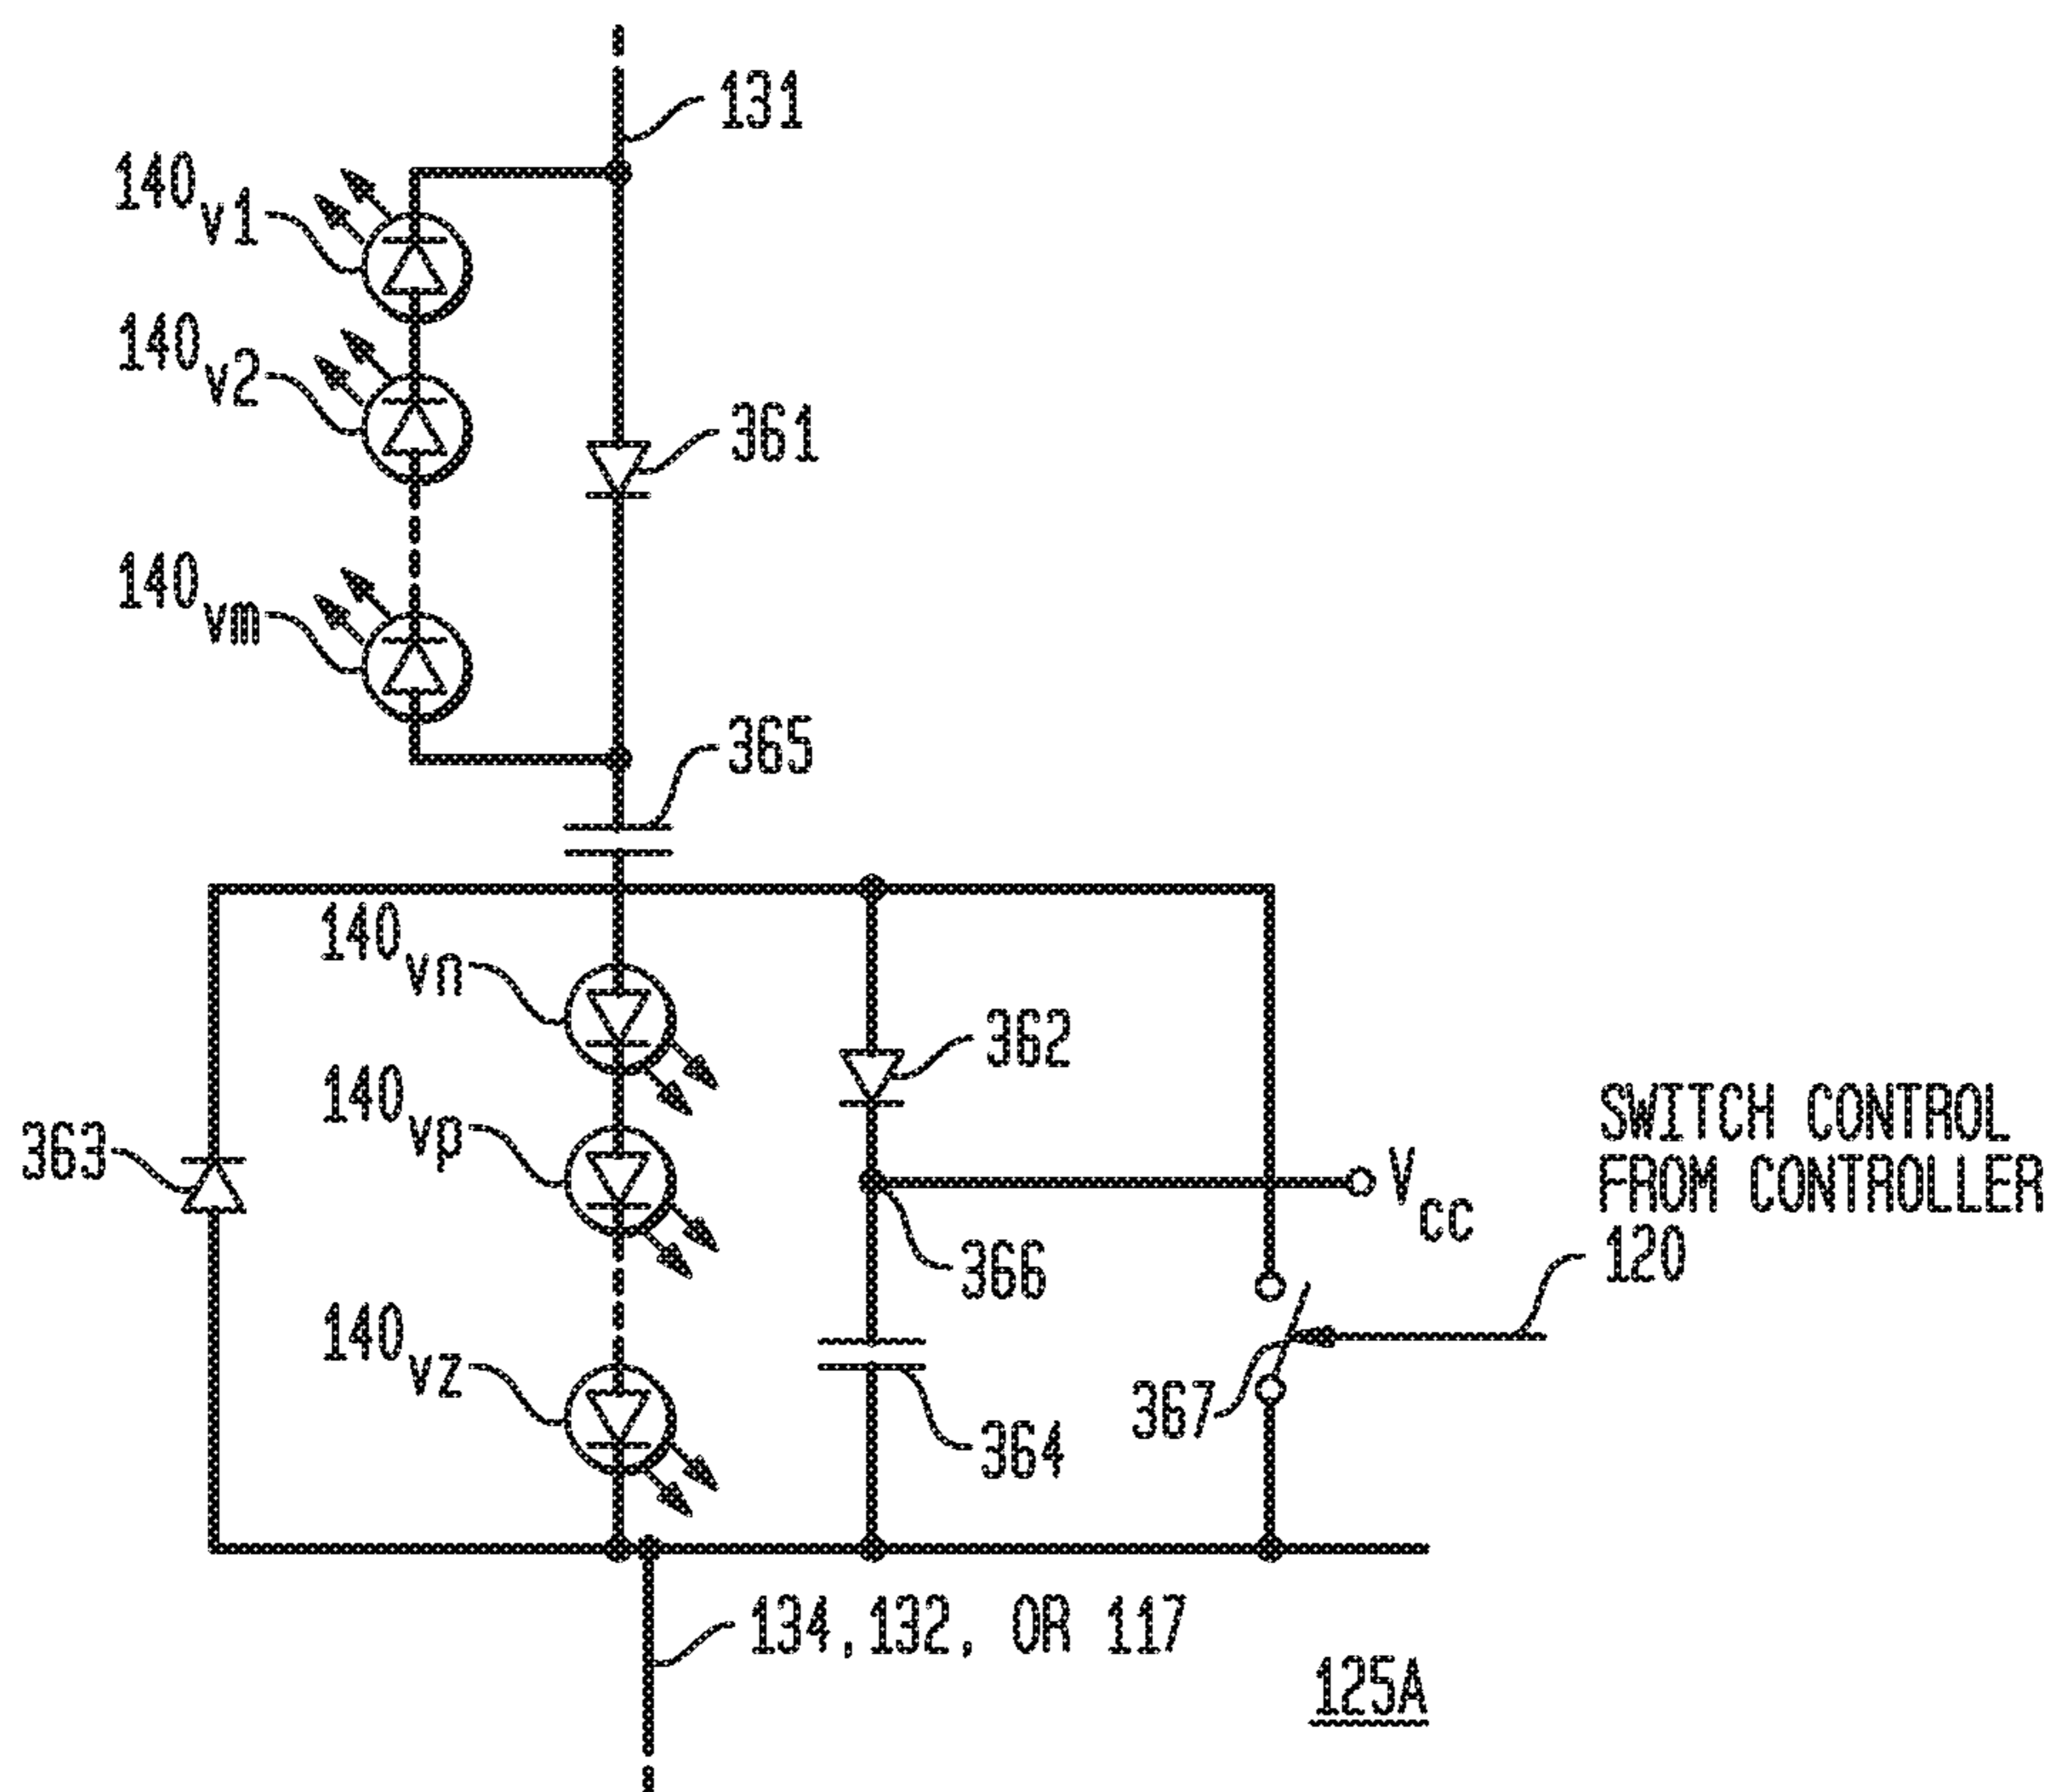 131
140v1
140v2
361
140vm
365
140vn
362
140vp
363
Vcc
SWITCH CONTROL
FROM CONTROLLER
120
366
140vz
367
364
134, 132, OR 117
125A